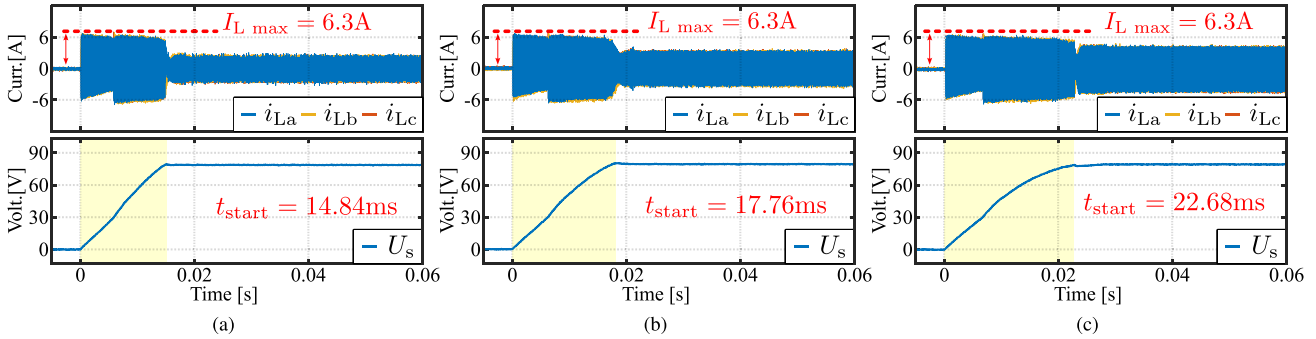 Curr.[A]
6
0
-6
I_L max = 6.3A
i_La i_Lb i_Lc
Volt.[V]
90
60
30
0
t_start = 14.84ms
U_s
0 0.02 0.04 0.06
Time [s]
(a)
Curr.[A]
6
0
-6
I_L max = 6.3A
i_La i_Lb i_Lc
Volt.[V]
90
60
30
0
t_start = 17.76ms
U_s
0 0.02 0.04 0.06
Time [s]
(b)
Curr.[A]
6
0
-6
I_L max = 6.3A
i_La i_Lb i_Lc
Volt.[V]
90
60
30
0
t_start = 22.68ms
U_s
0 0.02 0.04 0.06
Time [s]
(c)